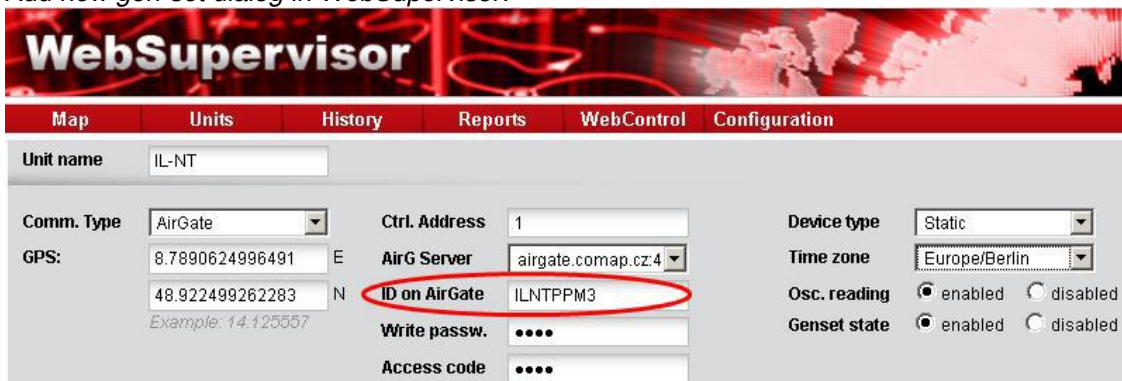 Add new gen-set dialog in WebSupervisor:
WebSupervisor
Map Units History Reports WebControl Configuration
Unit name IL-NT
Comm. Type AirGate Ctrl. Address 1 Device type Static
GPS: 8.7890624996491 E AirG Server airgate.comap.cz:4 Time zone Europe/Berlin
48.922499262283 N ID on AirGate ILNTPPM3 Osc. reading enabled disabled
Example: 14.125557 Write passw. •••• Genset state enabled disabled
Access code ••••